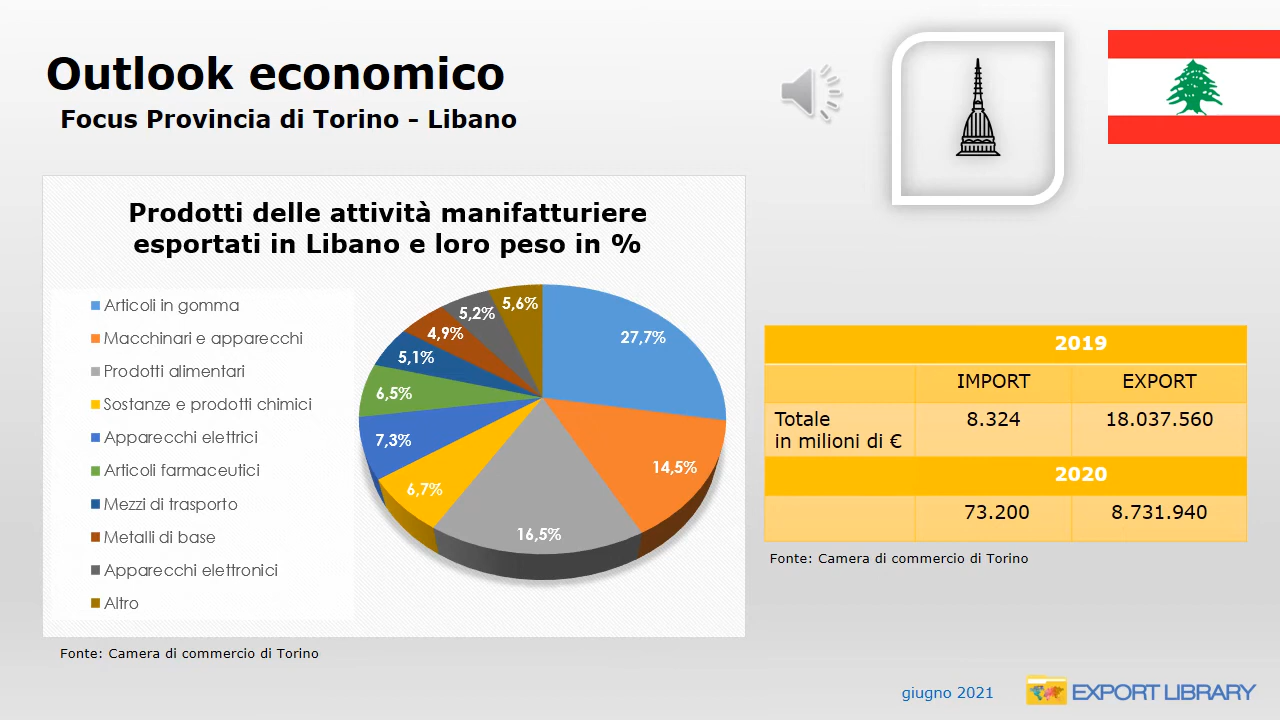 Outlook economico
Focus Provincia di Torino - Libano
Prodotti delle attività manifatturiere
esportati in Libano e loro peso in %
Articoli in gomma
Macchinari e apparecchi
Prodotti alimentari
Sostanze e prodotti chimici
Apparecchi elettrici
Articoli farmaceutici
Mezzi di trasporto
Metalli di base
Apparecchi elettronici
Altro
27,7%
14,5%
16,5%
6,7%
7,3%
6,5%
5,1%
4,9%
5,2%
5,6%
Fonte: Camera di commercio di Torino
2019
IMPORT EXPORT
Totale 8.324 18.037.560
in milioni di €
2020
73.200 8.731.940
Fonte: Camera di commercio di Torino
giugno 2021
EXPORT LIBRARY